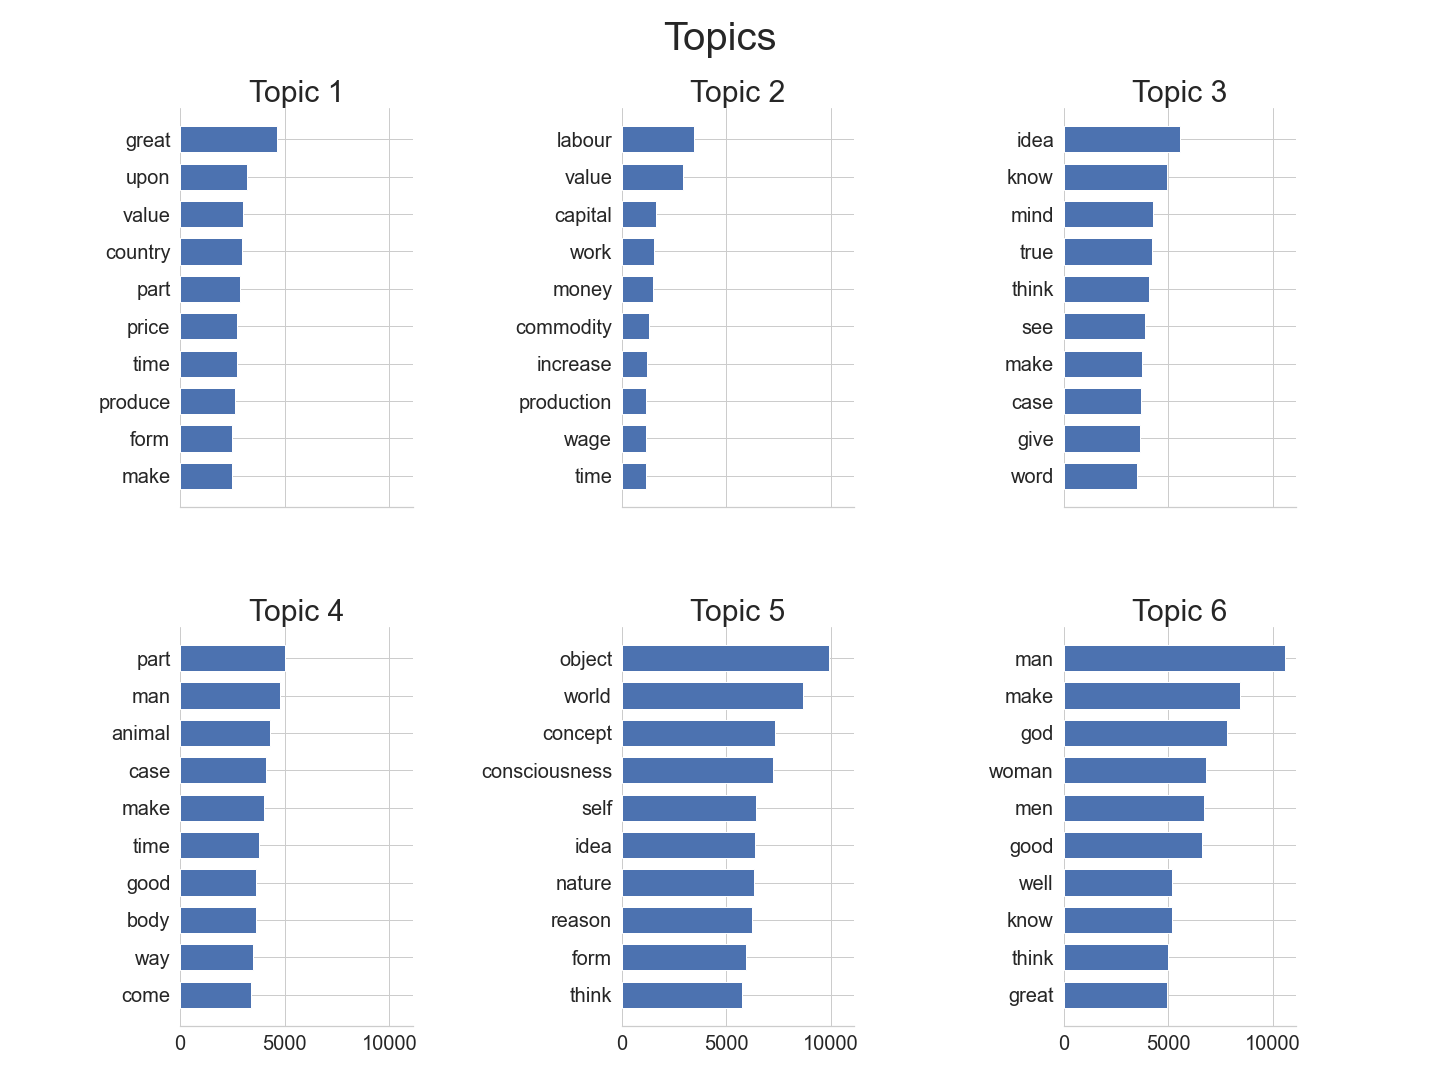 Topics
Topic 1
great
upon
value
country
part
price
time
produce
form
make
Topic 2
labour
value
capital
work
money
commodity
increase
production
wage
time
Topic 3
idea
know
mind
true
think
see
make
case
give
word
Topic 4
part
man
animal
case
make
time
good
body
way
come
0 5000 10000
Topic 5
object
world
concept
consciousness
self
idea
nature
reason
form
think
0 5000 10000
Topic 6
man
make
god
woman
men
good
well
know
think
great
0 5000 10000